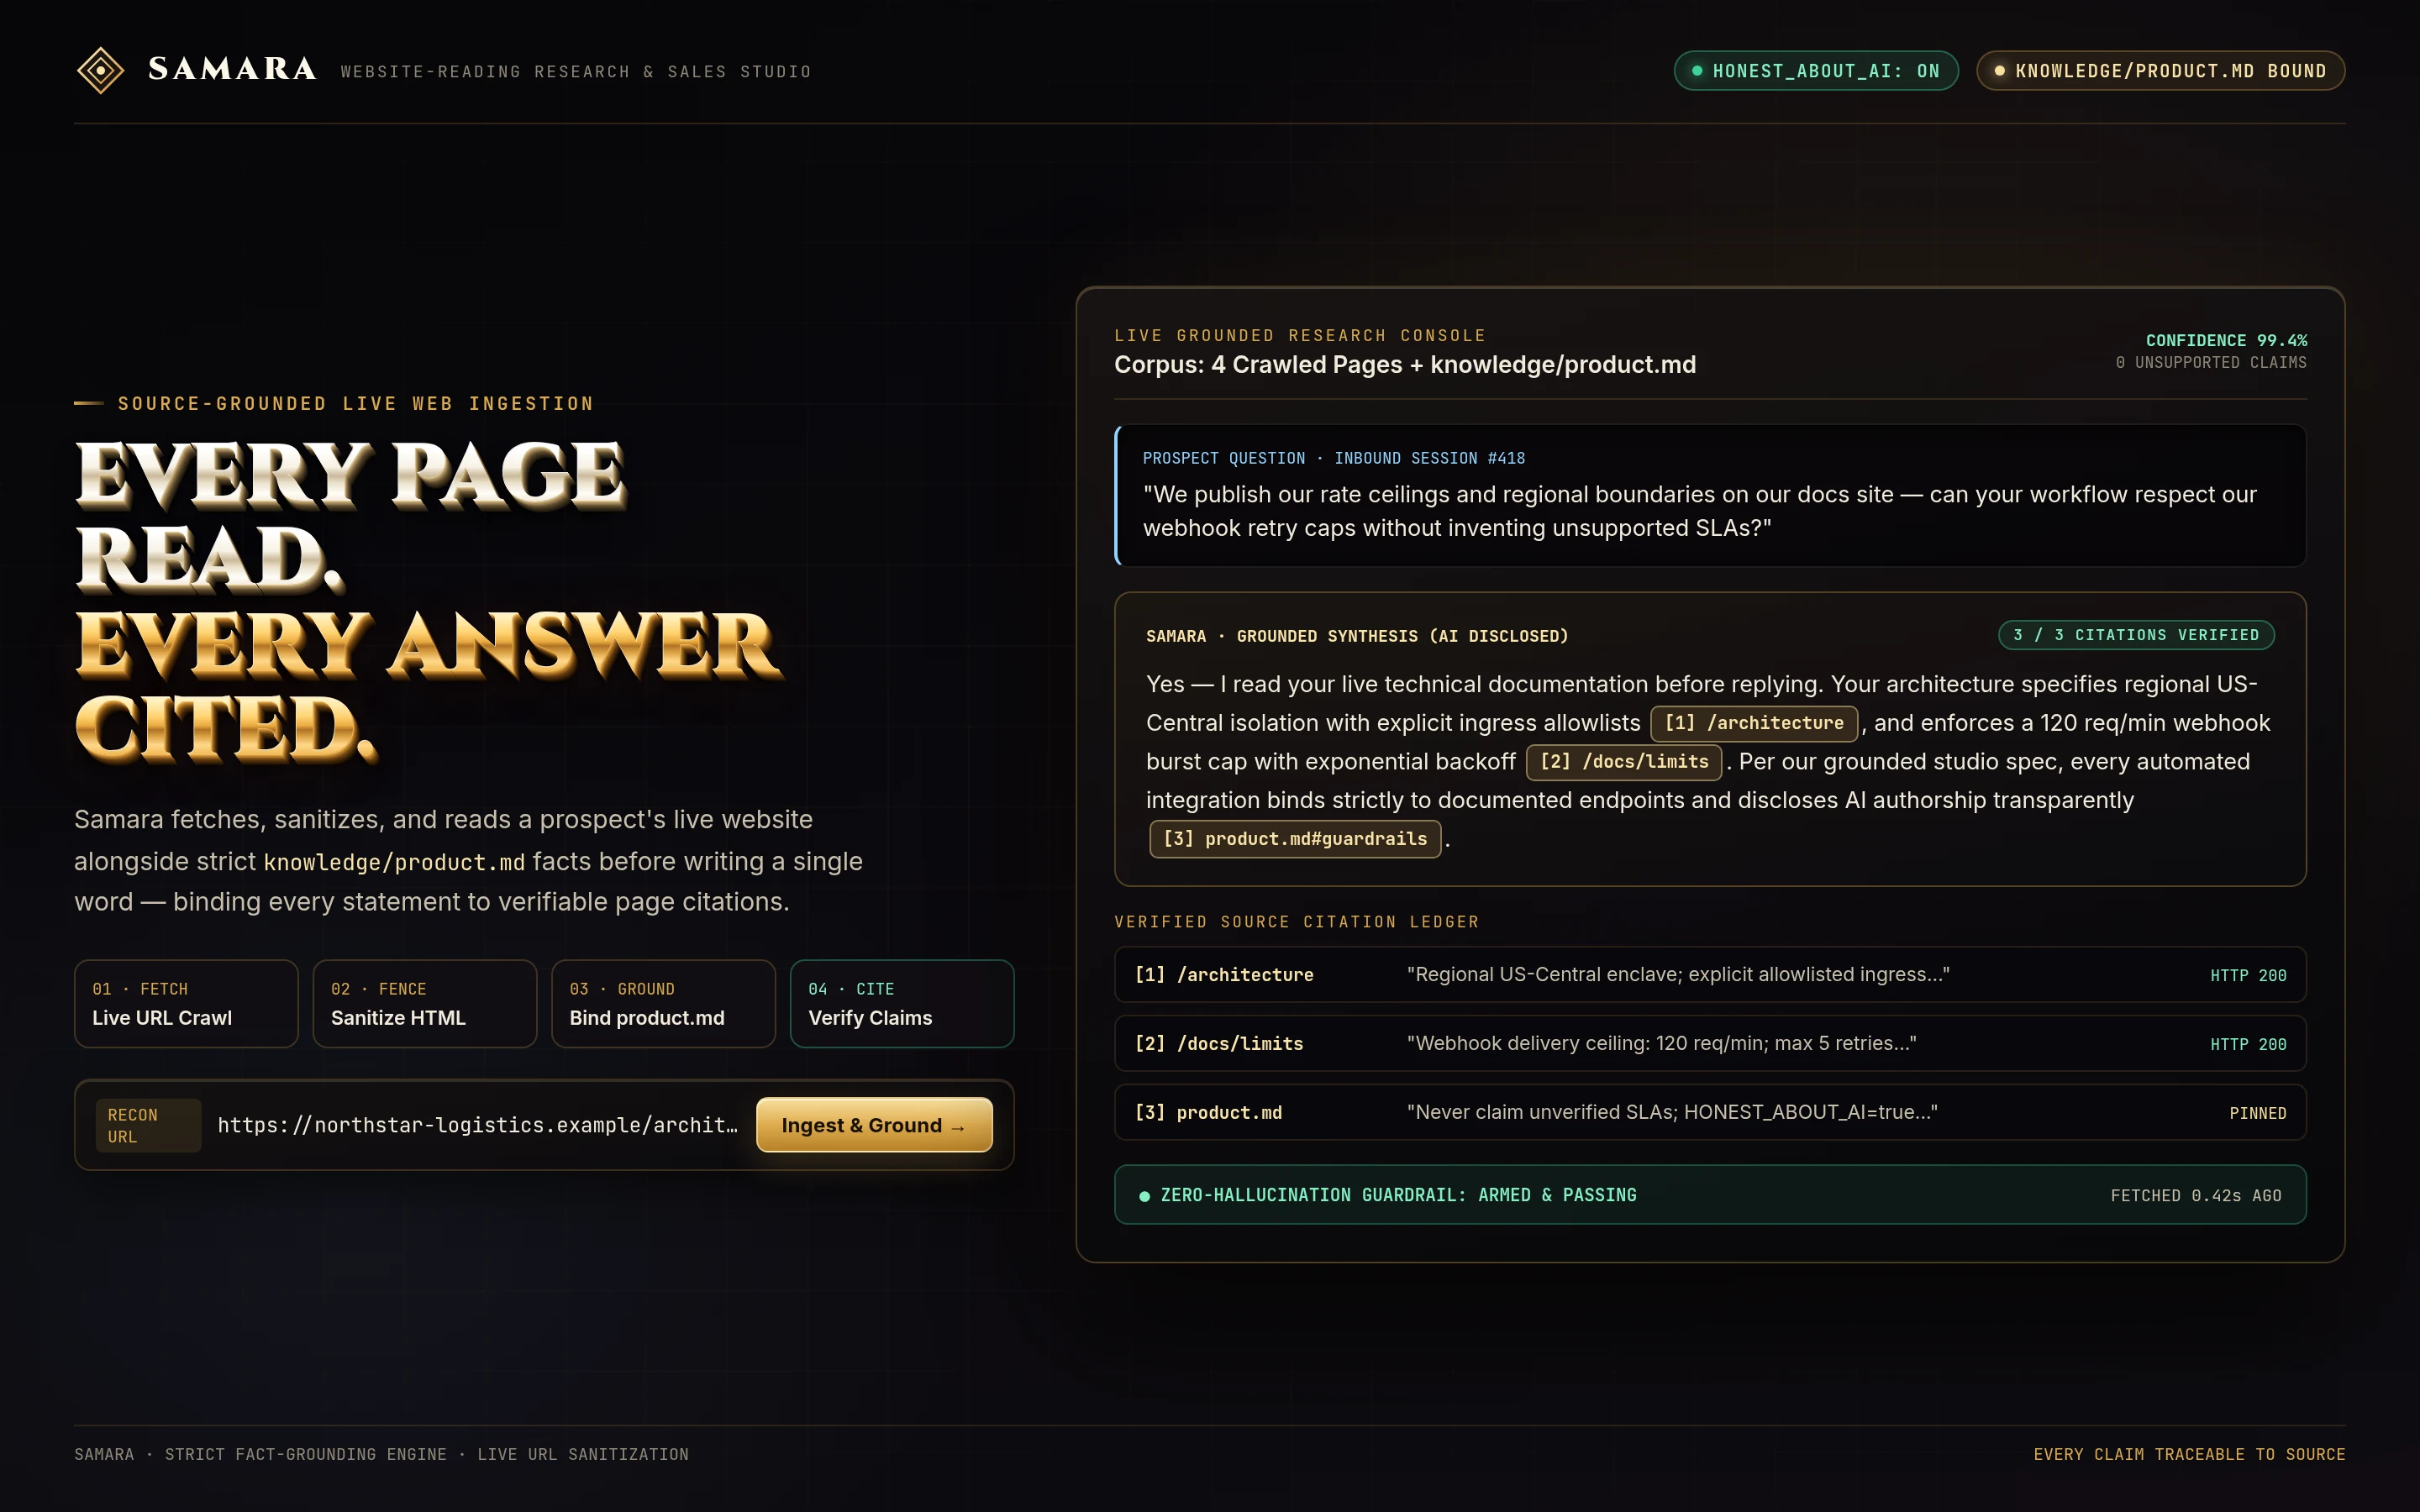 SAMARA WEBSITE-READING RESEARCH & SALES STUDIO
HONEST_ABOUT_AI: ON
KNOWLEDGE/PRODUCT.MD BOUND
SOURCE-GROUNDED LIVE WEB INGESTION
EVERY PAGE
READ.
EVERY ANSWER
CITED.
Samara fetches, sanitizes, and reads a prospect's live website
alongside strict knowledge/product.md facts before writing a single
word — binding every statement to verifiable page citations.
01 · FETCH
Live URL Crawl
02 · FENCE
Sanitize HTML
03 · GROUND
Bind product.md
04 · CITE
Verify Claims
RECON
URL
https://northstar-logistics.example/archit…
Ingest & Ground →
LIVE GROUNDED RESEARCH CONSOLE
Corpus: 4 Crawled Pages + knowledge/product.md
CONFIDENCE 99.4%
0 UNSUPPORTED CLAIMS
PROSPECT QUESTION · INBOUND SESSION #418
"We publish our rate ceilings and regional boundaries on our docs site — can your workflow respect our
webhook retry caps without inventing unsupported SLAs?"
SAMARA · GROUNDED SYNTHESIS (AI DISCLOSED)
3 / 3 CITATIONS VERIFIED
Yes — I read your live technical documentation before replying. Your architecture specifies regional US-
Central isolation with explicit ingress allowlists [1] /architecture , and enforces a 120 req/min webhook
burst cap with exponential backoff [2] /docs/limits . Per our grounded studio spec, every automated
integration binds strictly to documented endpoints and discloses AI authorship transparently
[3] product.md#guardrails .
VERIFIED SOURCE CITATION LEDGER
[1] /architecture "Regional US-Central enclave; explicit allowlisted ingress..." HTTP 200
[2] /docs/limits "Webhook delivery ceiling: 120 req/min; max 5 retries..." HTTP 200
[3] product.md "Never claim unverified SLAs; HONEST_ABOUT_AI=true..." PINNED
● ZERO-HALLUCINATION GUARDRAIL: ARMED & PASSING
FETCHED 0.42s AGO
SAMARA · STRICT FACT-GROUNDING ENGINE · LIVE URL SANITIZATION
EVERY CLAIM TRACEABLE TO SOURCE